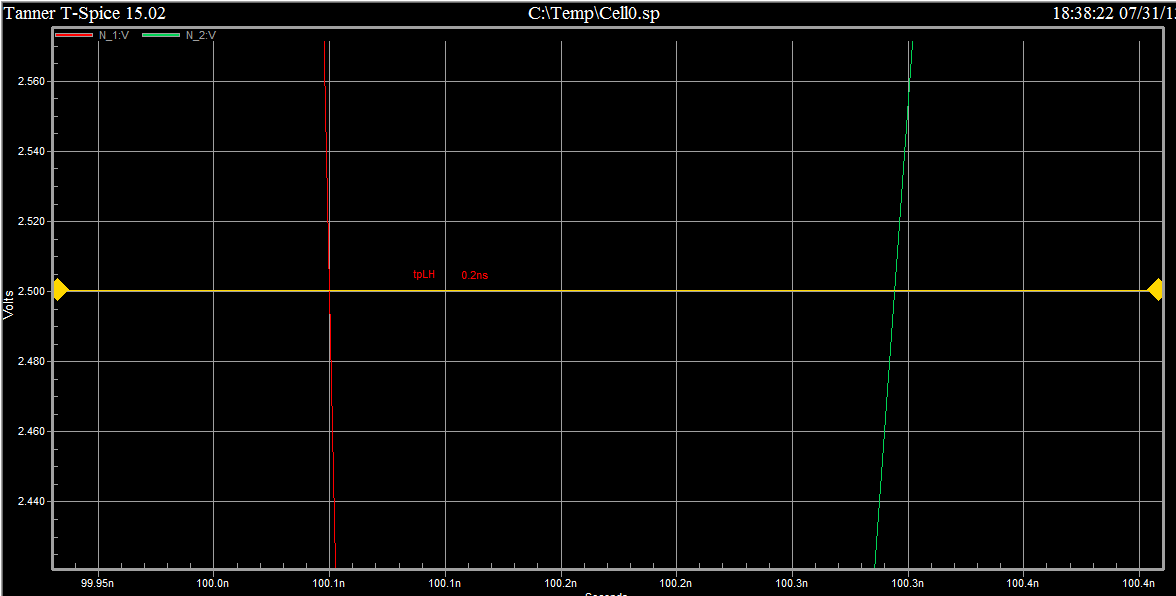 Tanner T-Spice 15.02 C:\Temp\Cell0.sp 18:38:22 07/31/1
N_1:V N_2:V
2.560
2.540
2.520
tpLH 0.2ns
2.500
Volts
2.480
2.460
2.440
99.95n 100.0n 100.1n 100.1n 100.2n 100.2n 100.3n 100.3n 100.4n 100.4n
Seconds